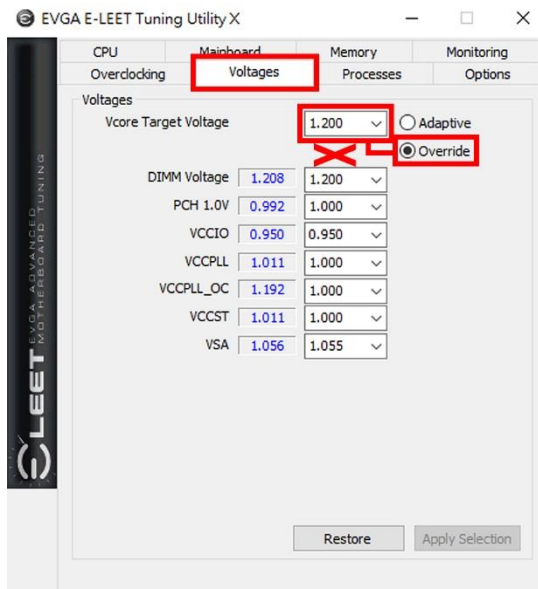 EVGA E-LEET Tuning Utility X
CPU Mainboard Memory Monitoring
Overclocking Voltages Processes Options
Voltages
Vcore Target Voltage 1.200 Adaptive
Override
DIMM Voltage 1.208 1.200
PCH 1.0V 0.992 1.000
VCCIO 0.950 0.950
VCCPLL 1.011 1.000
VCCPLL_OC 1.192 1.000
VCCST 1.011 1.000
VSA 1.056 1.055
Restore Apply Selection
ELEET EVGA ADVANCED
MOTHERBOARD TUNING